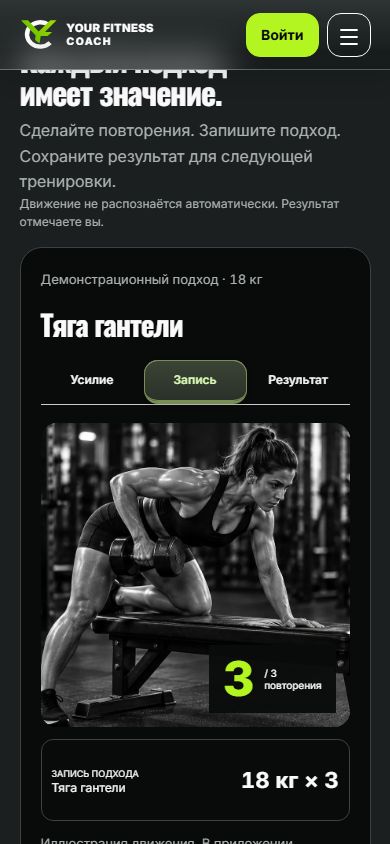 YOUR FITNESS
COACH
Войти
Каждый подход
имеет значение.
Сделайте повторения. Запишите подход.
Сохраните результат для следующей
тренировки.
Движение не распознаётся автоматически. Результат
отмечаете вы.
Демонстрационный подход · 18 кг
Тяга гантели
Усилие
Запись
Результат
3
/ 3
повторения
ЗАПИСЬ ПОДХОДА
Тяга гантели
18 кг × 3
Иллюстрация движения. В приложении